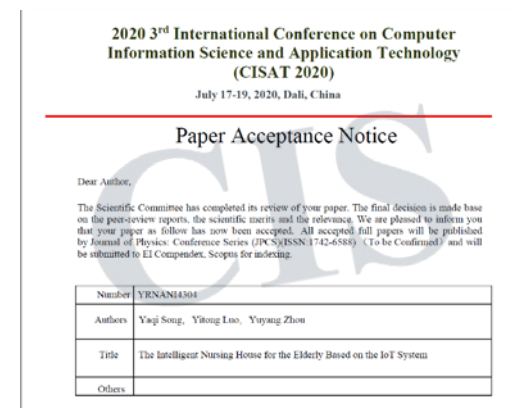 2020 3rd International Conference on Computer
Information Science and Application Technology
(CISAT 2020)
July 17-19, 2020, Dali, China
Paper Acceptance Notice
CIS
Dear Author,
The Scientific Committee has completed its review of your paper. The final decision is made base
on the peer-review reports, the scientific merits and the relevance. We are pleased to inform you
that your paper as follow has now been accepted. All accepted full papers will be published
by Journal of Physics: Conference Series (JPCS)(ISSN:1742-6588) (To be Confirmed) and will
be submitted to EI Compendex, Scopus for indexing.
Number YRNAN14304
Authors Yaqi Song, Yitong Luo, Yuyang Zhou
Title The Intelligent Nursing House for the Elderly Based on the IoT System
Others